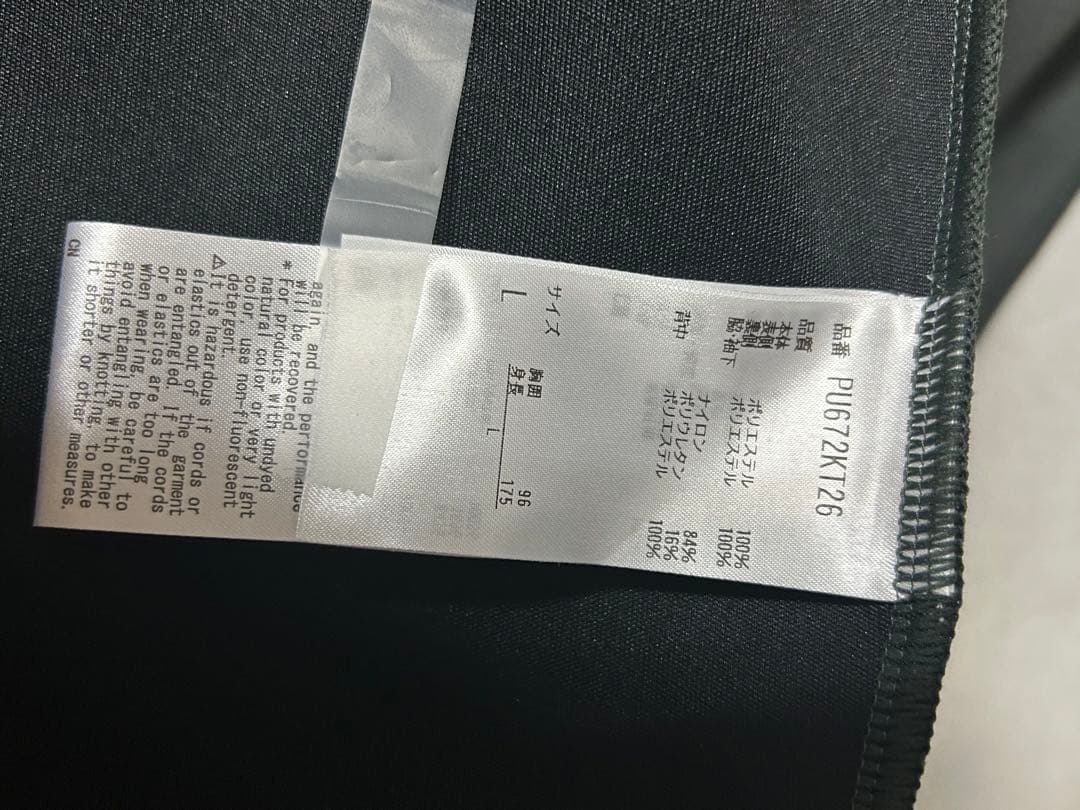 品番 PU672KT26
品質
本体
表側 ポリエステル 100%
裏側 ポリエステル 100%
脇・袖下
ナイロン 84%
ポリウレタン 16%
背中 ポリエステル 100%
サイズ
L
胸囲 L 96
身長 175
again, and the performance
will be recovered.
* For products with undyed
natural color or very light
color, use non-fluorescent
detergent.
⚠It is hazardous if cords or
elastics out of the garment
are entangled. If the cords
or elastics are too long
when wearing, be careful to
avoid entangling with other
things by knotting, to make
it shorter or other measures.
CN